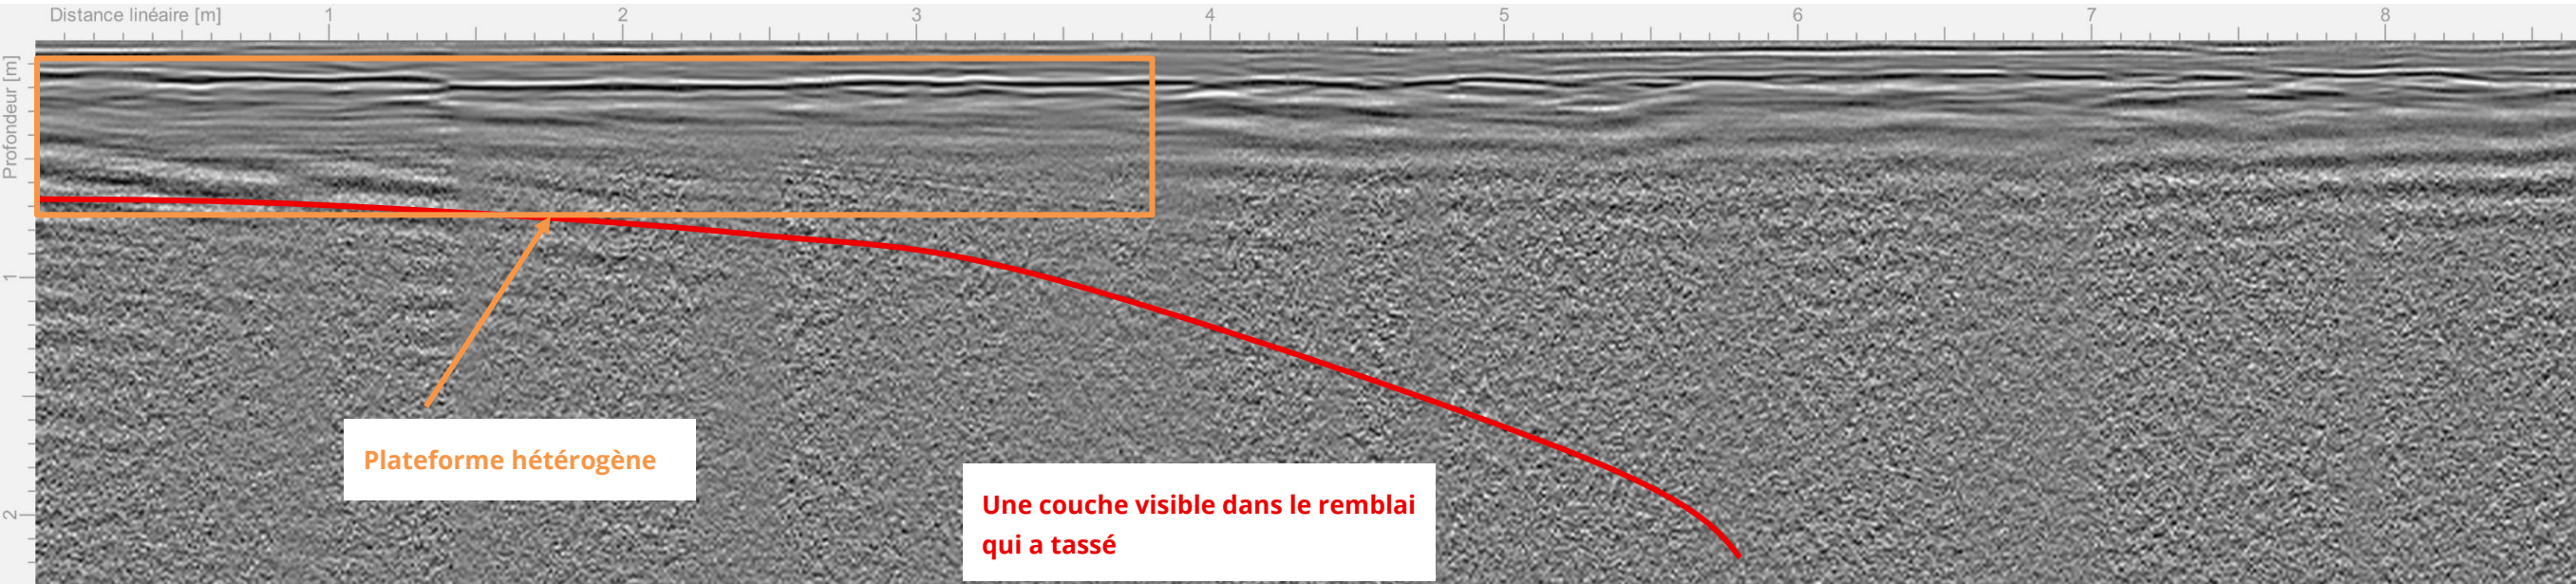 Distance linéaire [m]
1 2 3 4 5 6 7 8
Profondeur [m]
1
2
Plateforme hétérogène
Une couche visible dans le remblai
qui a tassé